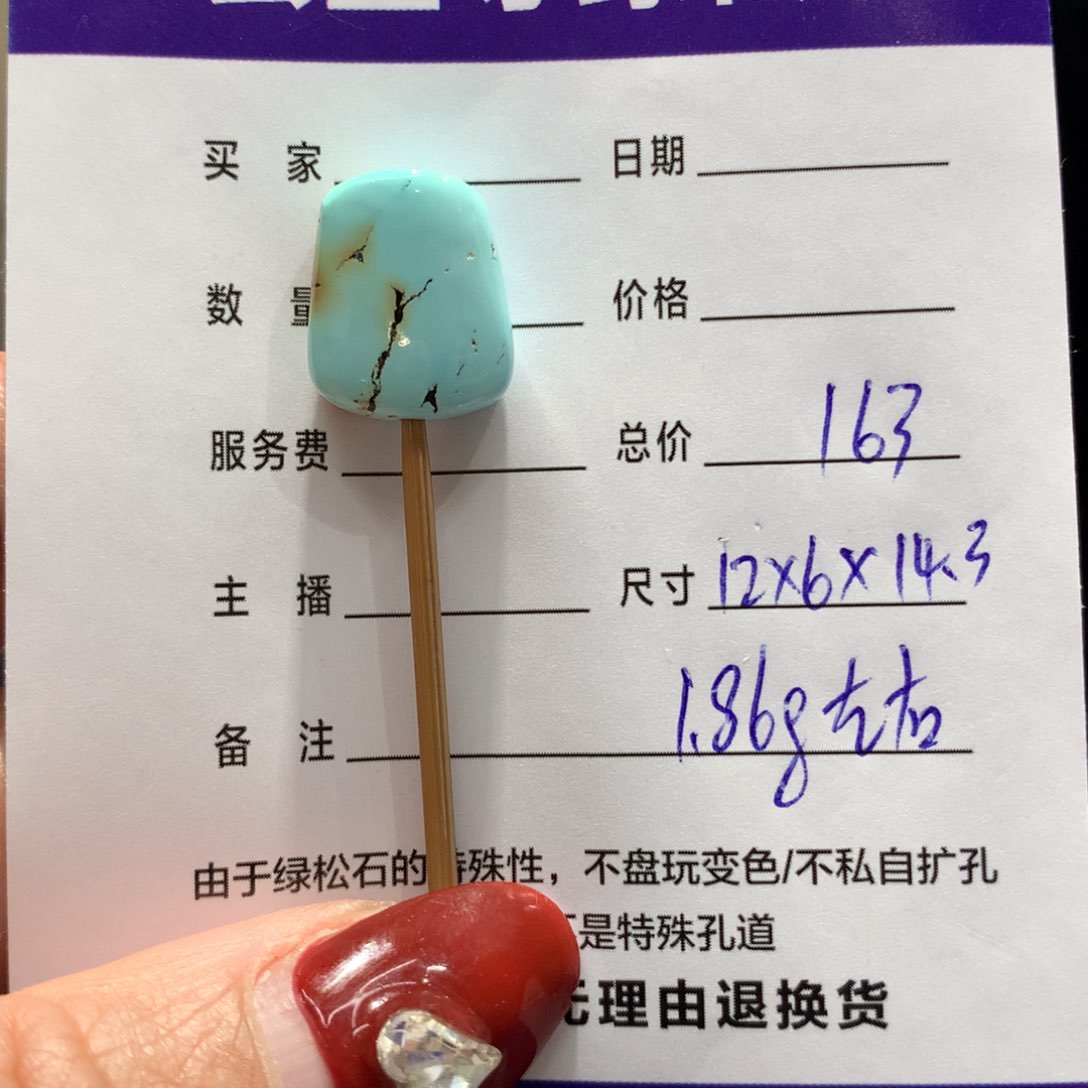 买 家 日期
数 量 价格
服务费 总价 163
主 播 尺寸 12x6x14.3
备 注 1.86g左右
由于绿松石的特殊性，不盘玩变色/不私自扩孔
是特殊孔道
理由退换货